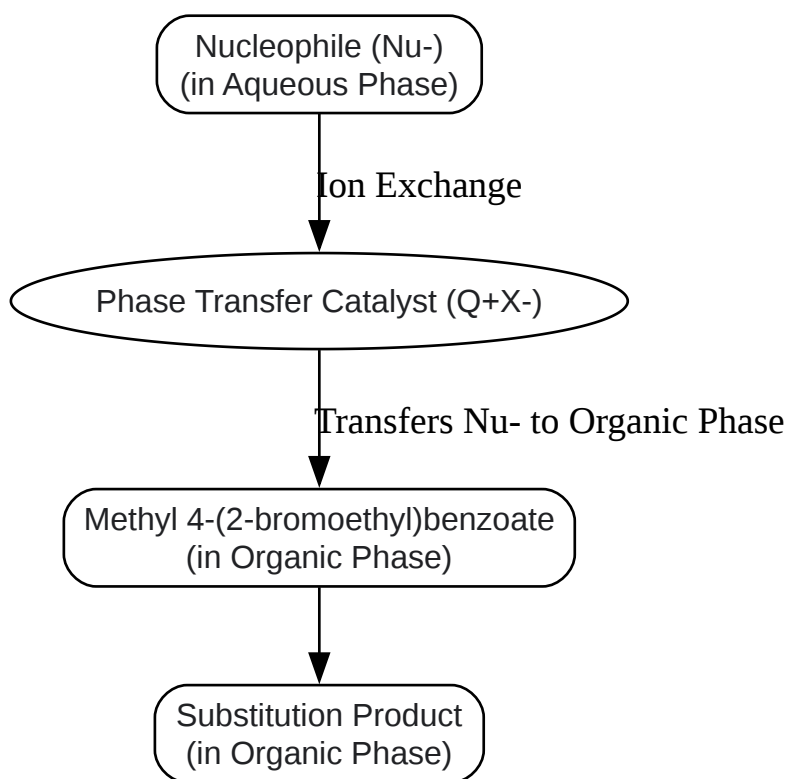 Nucleophile (Nu-)
(in Aqueous Phase)
Ion Exchange
Phase Transfer Catalyst (Q+X-)
Transfers Nu- to Organic Phase
Methyl 4-(2-bromoethyl)benzoate
(in Organic Phase)
Substitution Product
(in Organic Phase)